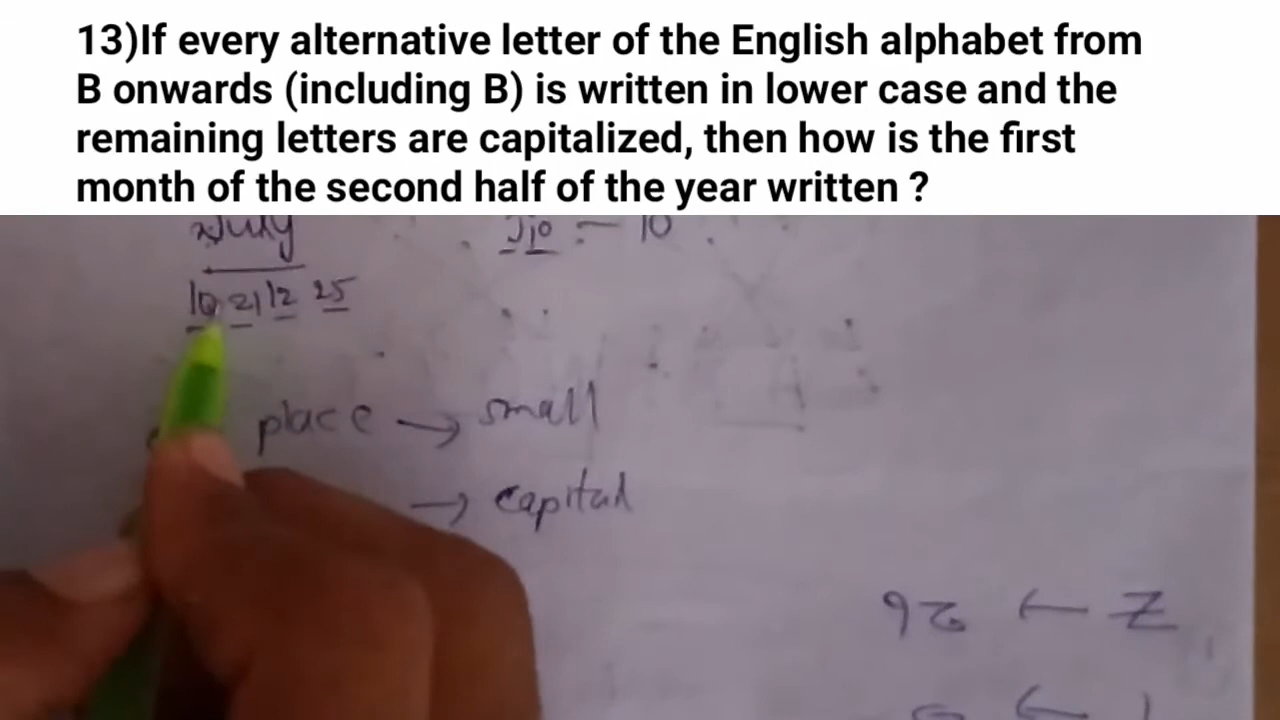 13)If every alternative letter of the English alphabet from
B onwards (including B) is written in lower case and the
remaining letters are capitalized, then how is the first
month of the second half of the year written ?
July Jio :- 10
10 21 12 25
place → small
→ capital
Z → 26